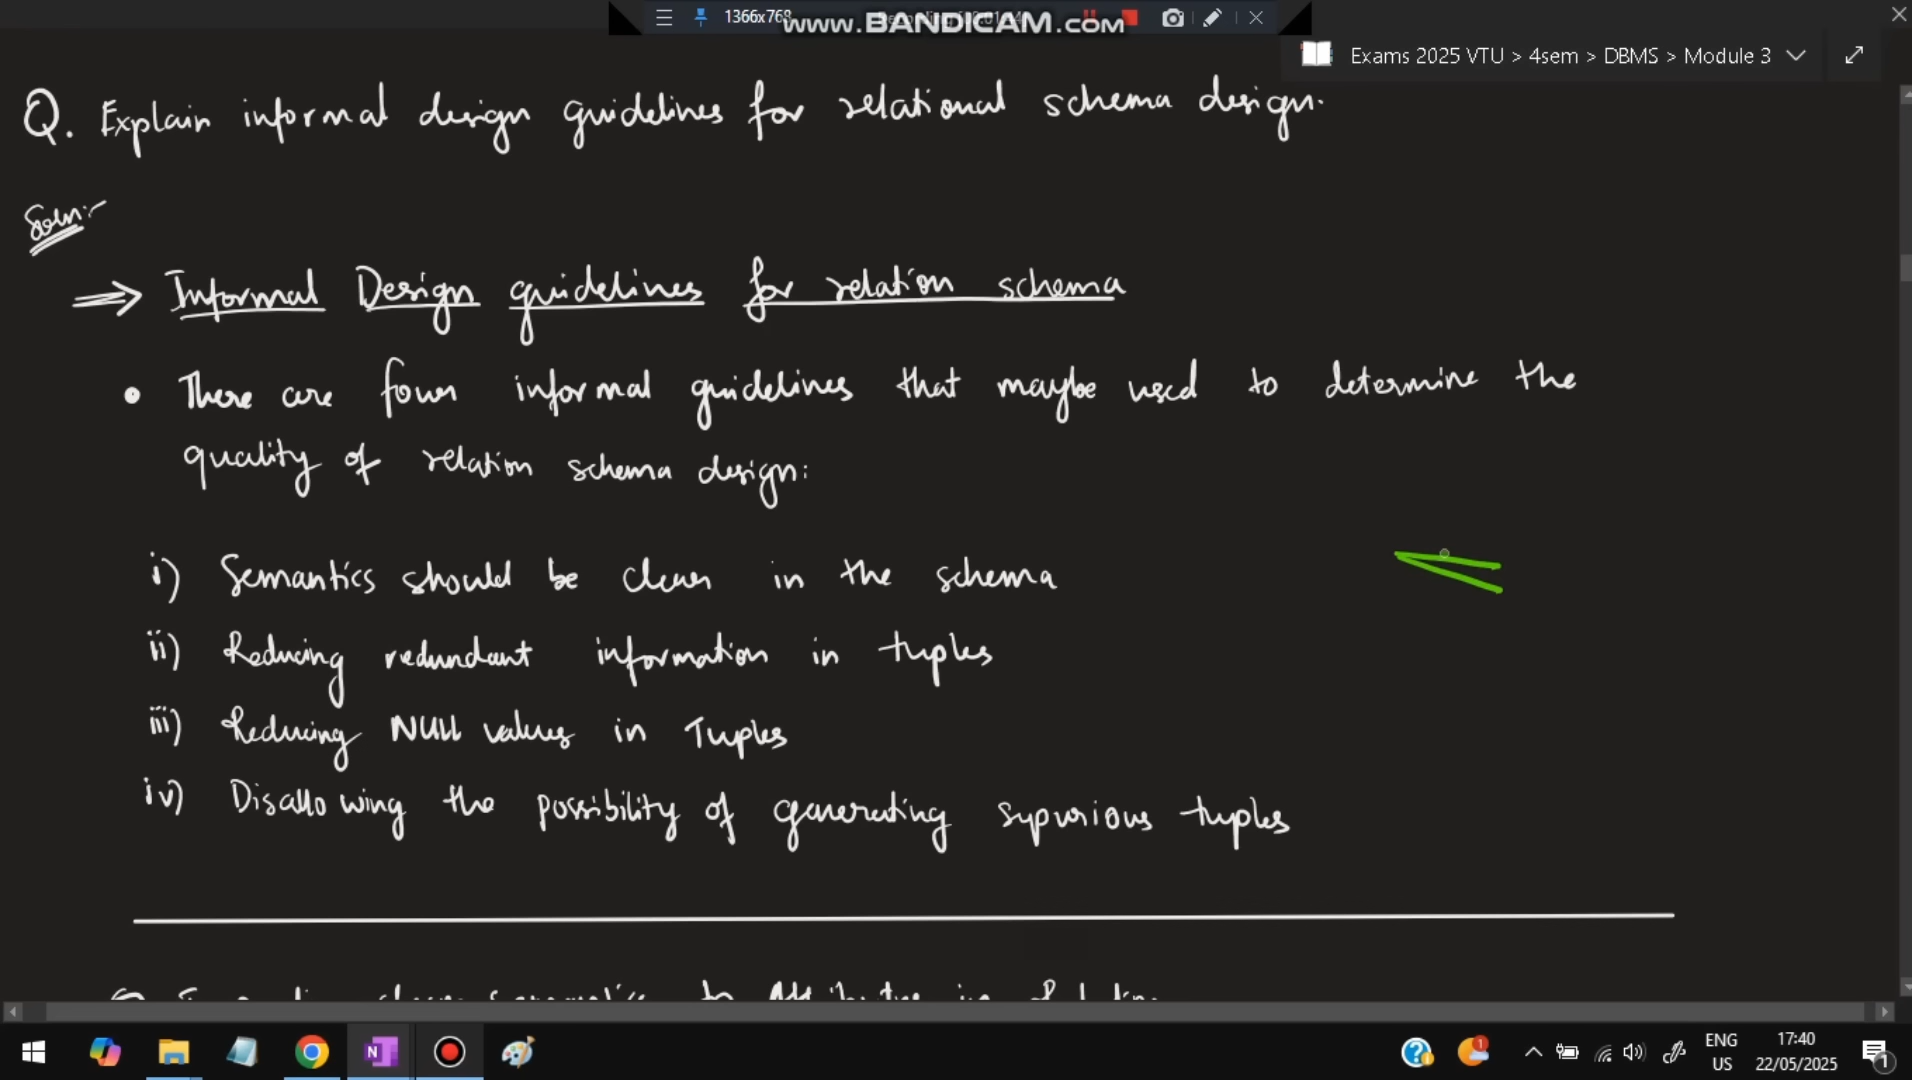 1366x768
www.BANDICAM.com
Exams 2025 VTU > 4sem > DBMS > Module 3
Q. Explain informal design guidelines for relational schema design.
Soln:-
⇒ Informal Design guidelines for relation schema
• There are four informal guidelines that maybe used to determine the
quality of relation schema design:
i) Semantics should be clear in the schema
ii) Reducing redundant information in tuples
iii) Reducing NULL values in Tuples
iv) Disallowing the possibility of generating sypurious tuples
ENG
US
17:40
22/05/2025
1